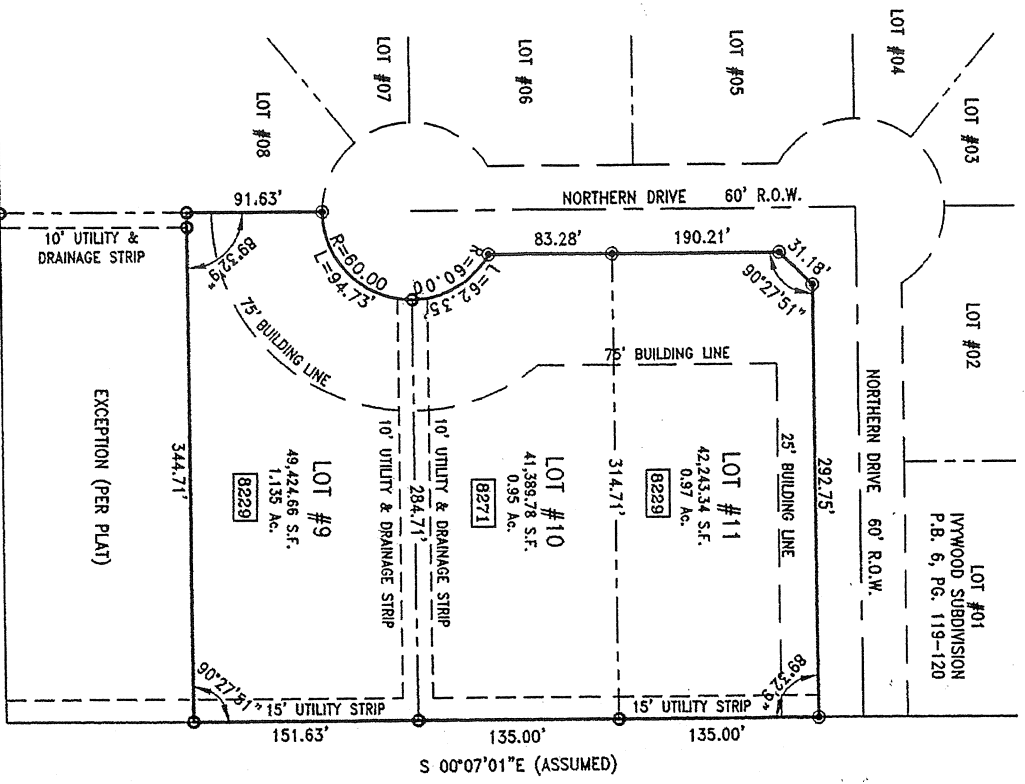 LOT #04
LOT #03
LOT #05
LOT #06
LOT #07
LOT #08
91.63'
NORTHERN DRIVE 60' R.O.W.
10' UTILITY &
DRAINAGE STRIP
89°32'9"
R=60.00
L=94.73'
R=60.00
L=62.35'
83.28'
190.21'
31.18'
90°27'51"
LOT #02
75' BUILDING LINE
75' BUILDING LINE
NORTHERN DRIVE 60' R.O.W.
EXCEPTION (PER PLAT)
344.71'
LOT #9
49,424.66 S.F.
1.135 Ac.
8229
10' UTILITY & DRAINAGE STRIP
284.71'
10' UTILITY & DRAINAGE STRIP
LOT #10
41,389.78 S.F.
0.95 Ac.
8271
314.71'
LOT #11
42,243.34 S.F.
0.97 Ac.
8229
25' BUILDING LINE
292.75'
LOT #01
IVYWOOD SUBDIVISION
P.B. 6, PG. 119-120
90°27'51"
15' UTILITY STRIP
15' UTILITY STRIP
89°32'9"
151.63'
135.00'
135.00'
S 00°07'01"E (ASSUMED)